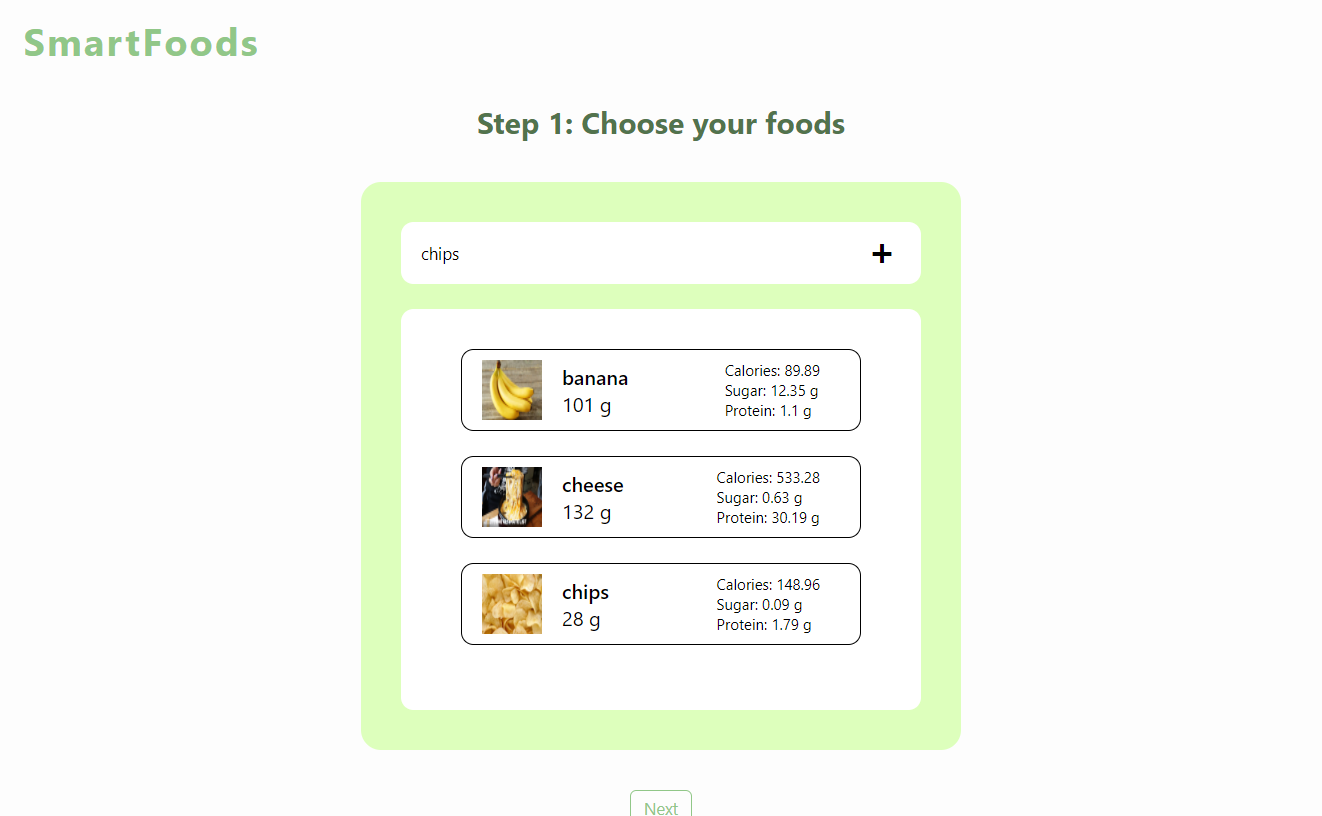 SmartFoods
Step 1: Choose your foods
chips
banana
101 g
Calories: 89.89
Sugar: 12.35 g
Protein: 1.1 g
cheese
132 g
Calories: 533.28
Sugar: 0.63 g
Protein: 30.19 g
chips
28 g
Calories: 148.96
Sugar: 0.09 g
Protein: 1.79 g
Next